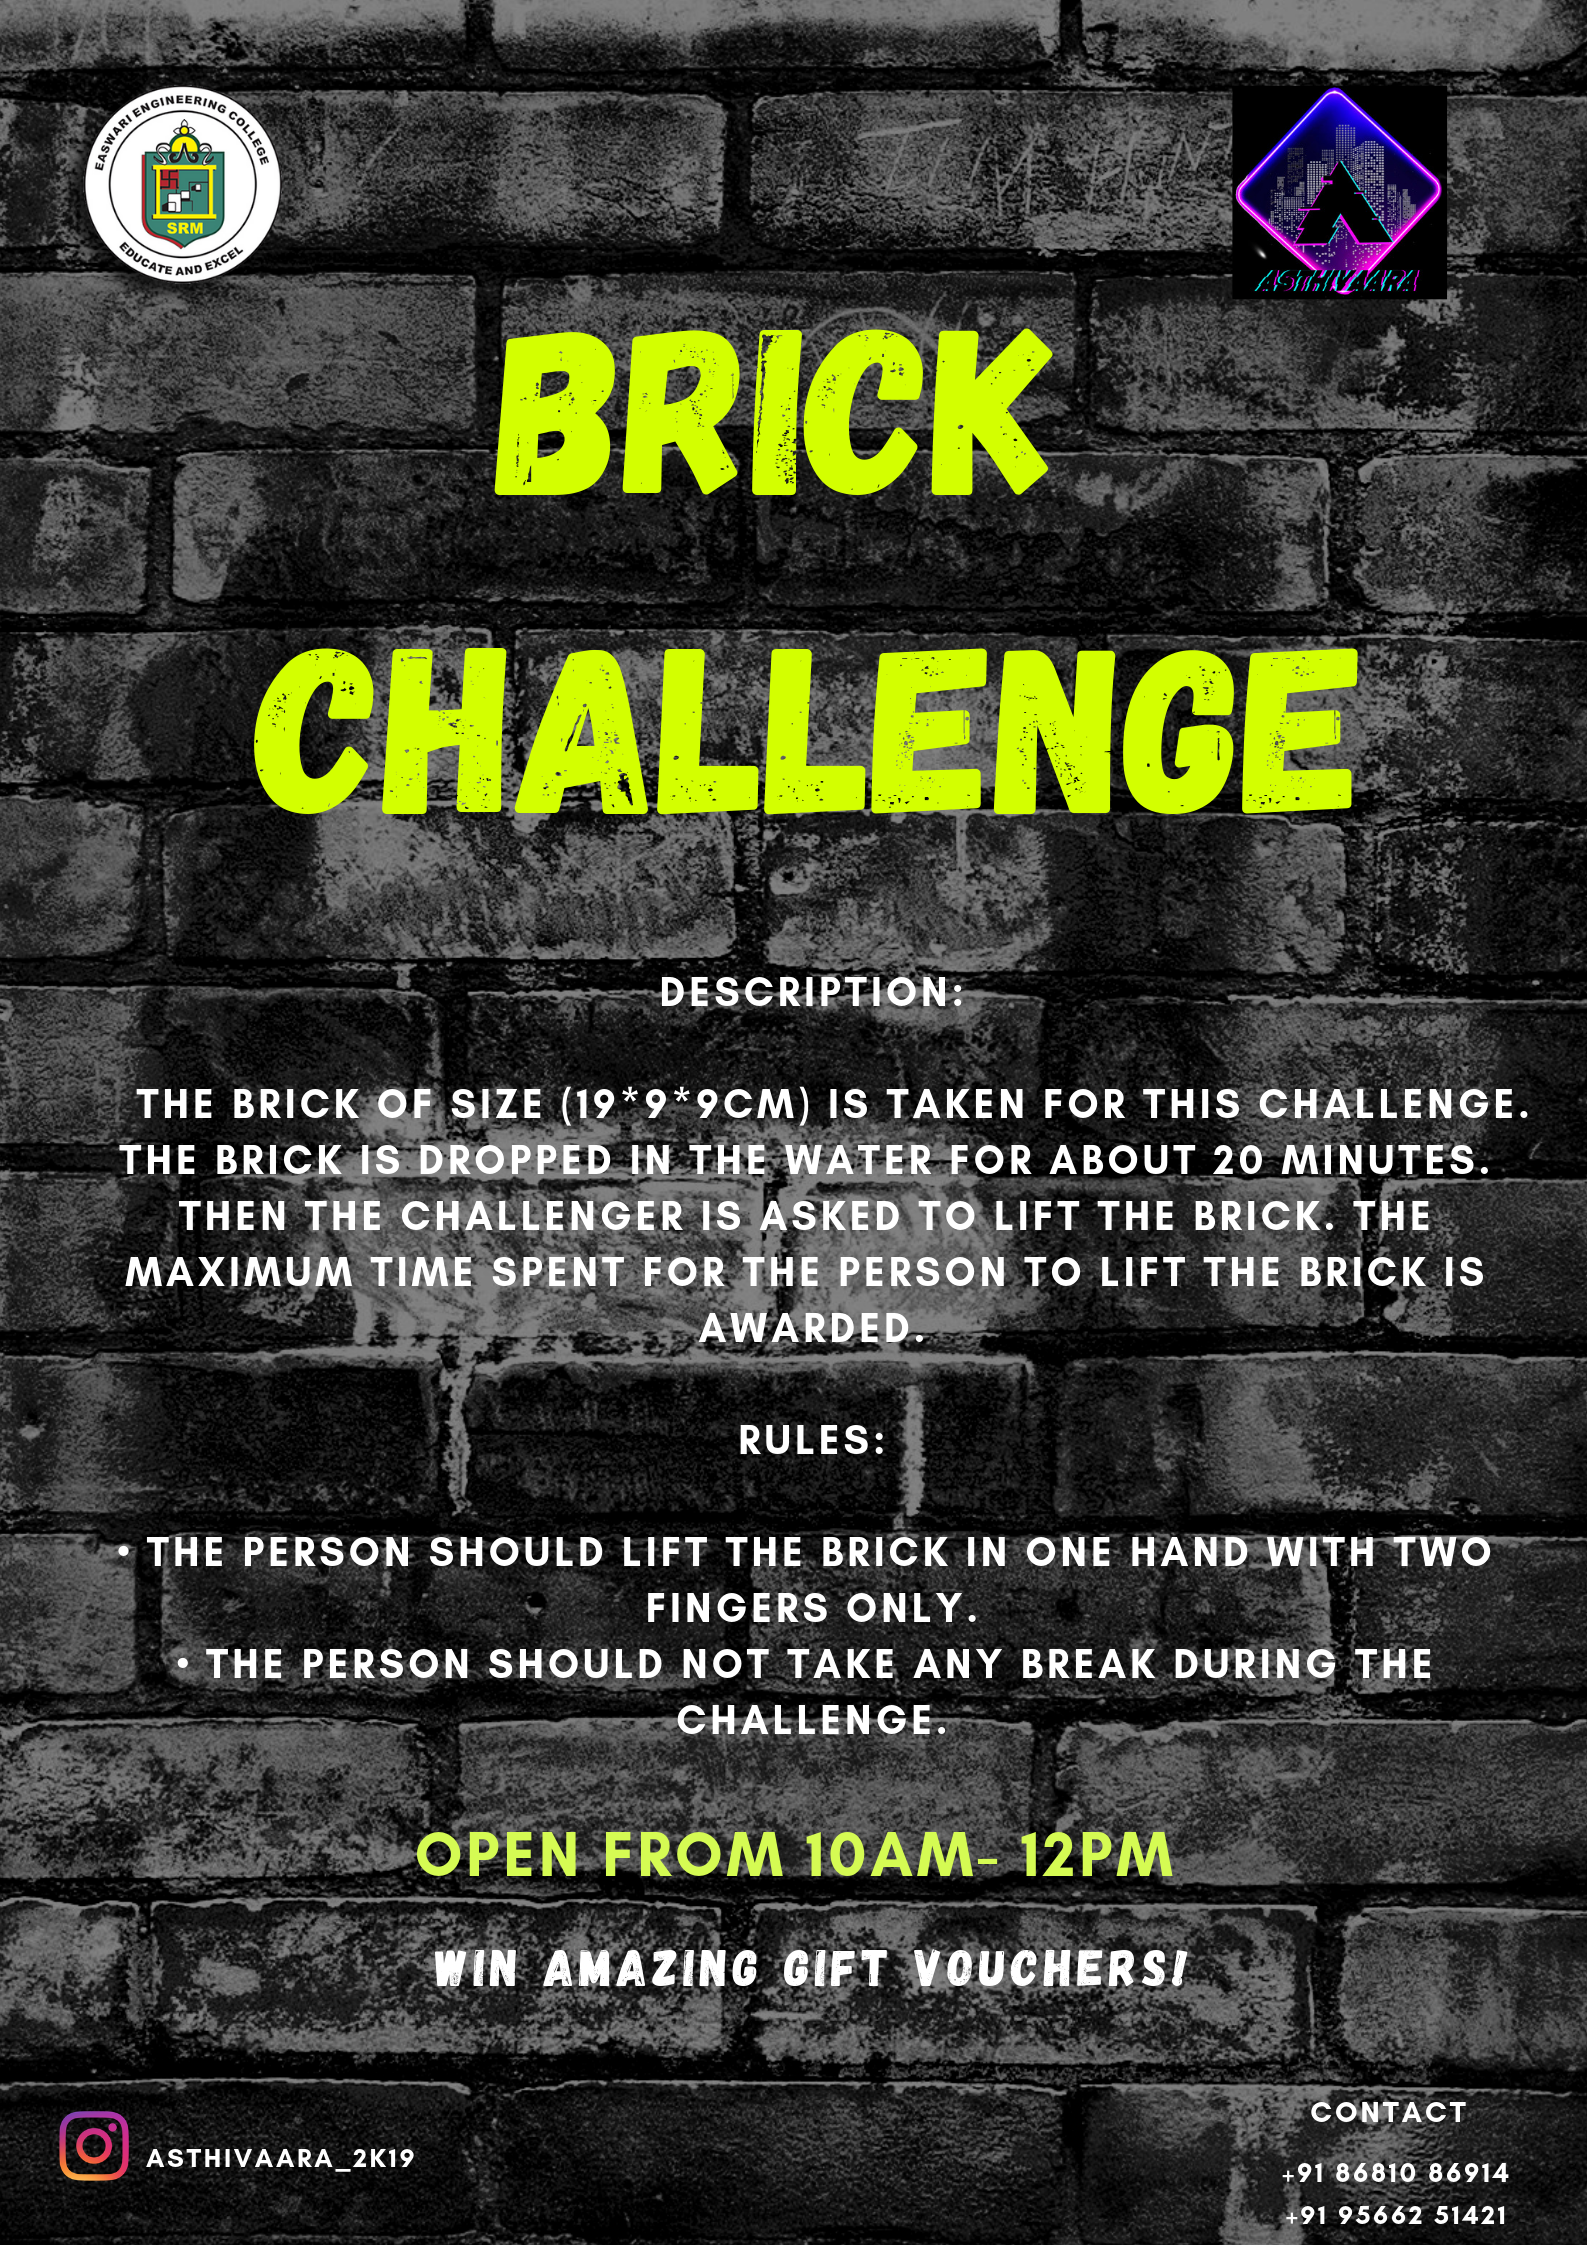 EASWARI ENGINEERING COLLEGE
SRM
EDUCATE AND EXCEL
ASTHIVAARA
BRICK
CHALLENGE
DESCRIPTION:
THE BRICK OF SIZE (19*9*9CM) IS TAKEN FOR THIS CHALLENGE.
THE BRICK IS DROPPED IN THE WATER FOR ABOUT 20 MINUTES.
THEN THE CHALLENGER IS ASKED TO LIFT THE BRICK. THE
MAXIMUM TIME SPENT FOR THE PERSON TO LIFT THE BRICK IS
AWARDED.
RULES:
• THE PERSON SHOULD LIFT THE BRICK IN ONE HAND WITH TWO
FINGERS ONLY.
• THE PERSON SHOULD NOT TAKE ANY BREAK DURING THE
CHALLENGE.
OPEN FROM 10AM- 12PM
WIN AMAZING GIFT VOUCHERS!
ASTHIVAARA_2K19
CONTACT
+91 86810 86914
+91 95662 51421